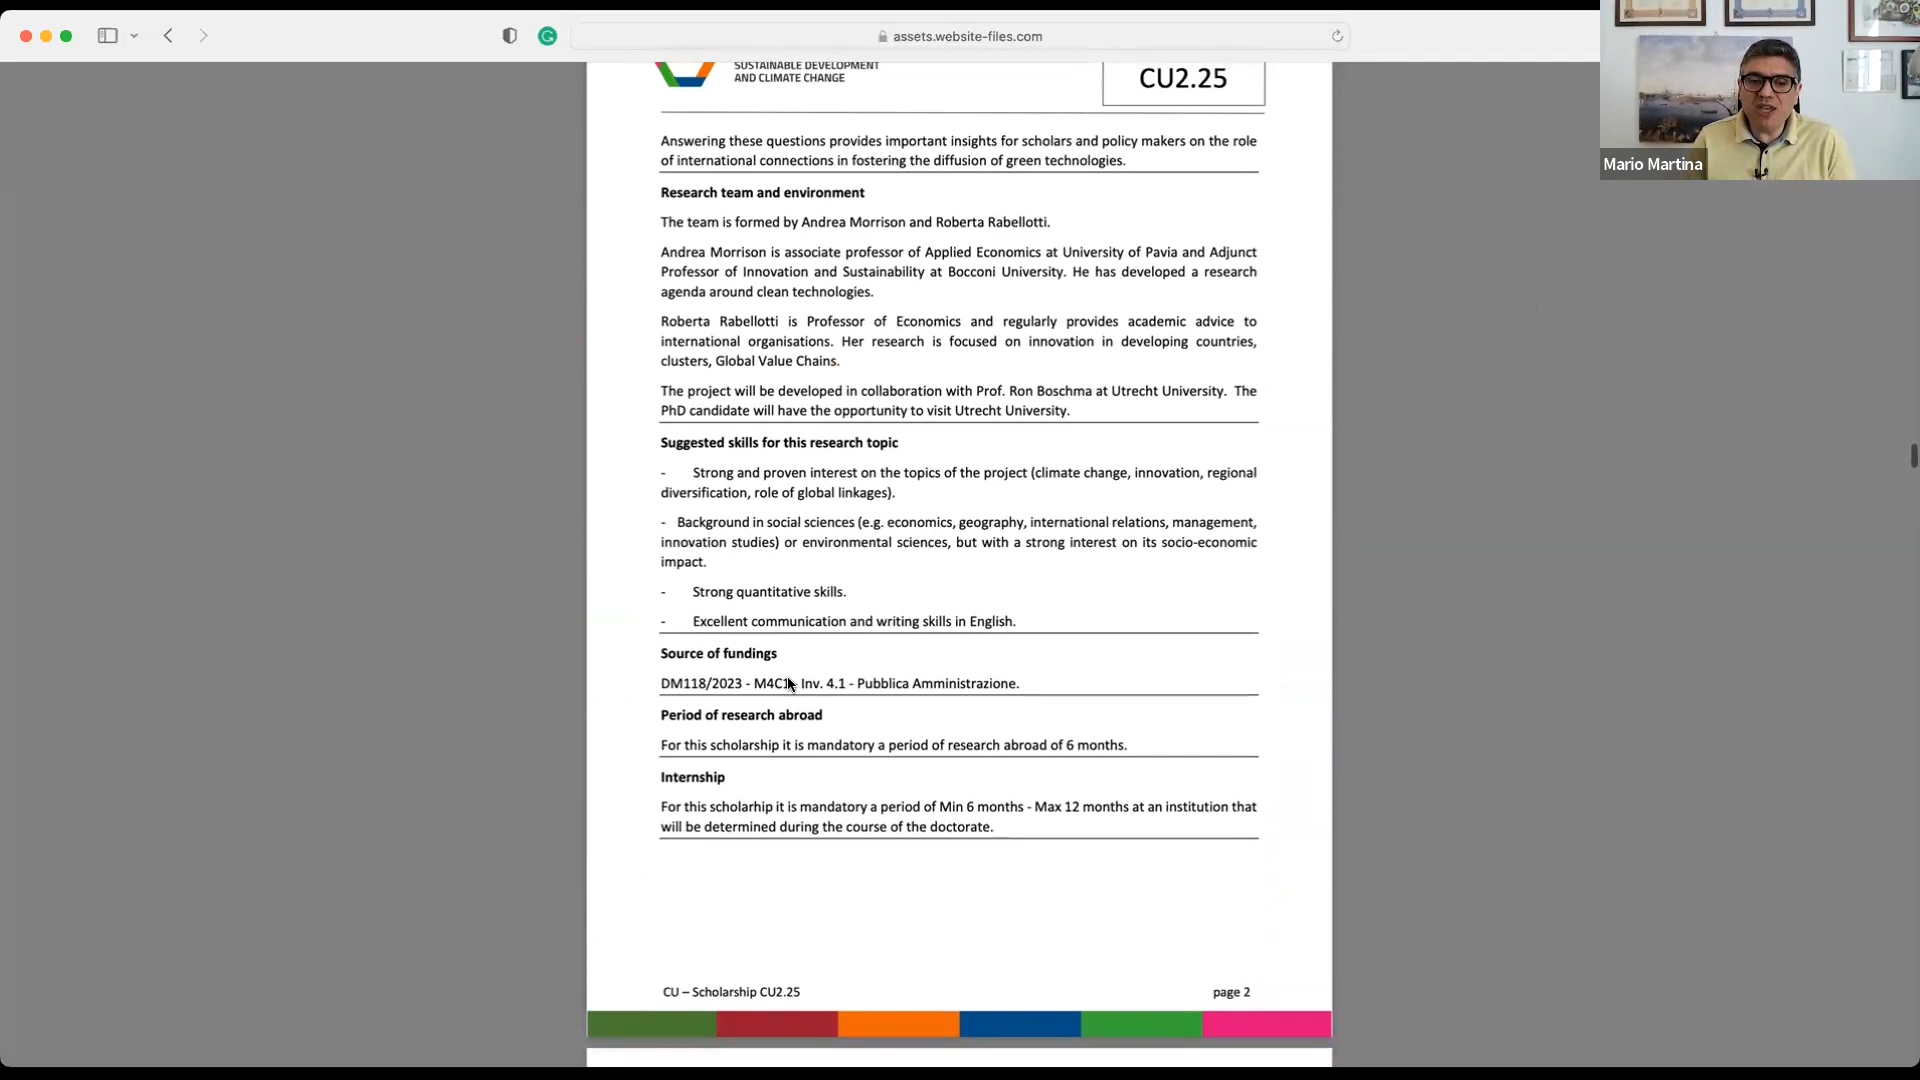 assets.website-files.com
Mario Martina
SUSTAINABLE DEVELOPMENT
AND CLIMATE CHANGE
CU2.25
Answering these questions provides important insights for scholars and policy makers on the role
of international connections in fostering the diffusion of green technologies.
Research team and environment
The team is formed by Andrea Morrison and Roberta Rabellotti.
Andrea Morrison is associate professor of Applied Economics at University of Pavia and Adjunct
Professor of Innovation and Sustainability at Bocconi University. He has developed a research
agenda around clean technologies.
Roberta Rabellotti is Professor of Economics and regularly provides academic advice to
international organisations. Her research is focused on innovation in developing countries,
clusters, Global Value Chains.
The project will be developed in collaboration with Prof. Ron Boschma at Utrecht University. The
PhD candidate will have the opportunity to visit Utrecht University.
Suggested skills for this research topic
- Strong and proven interest on the topics of the project (climate change, innovation, regional
diversification, role of global linkages).
- Background in social sciences (e.g. economics, geography, international relations, management,
innovation studies) or environmental sciences, but with a strong interest on its socio-economic
impact.
- Strong quantitative skills.
- Excellent communication and writing skills in English.
Source of fundings
DM118/2023 - M4C1 Inv. 4.1 - Pubblica Amministrazione.
Period of research abroad
For this scholarship it is mandatory a period of research abroad of 6 months.
Internship
For this scholarhip it is mandatory a period of Min 6 months - Max 12 months at an institution that
will be determined during the course of the doctorate.
CU – Scholarship CU2.25
page 2